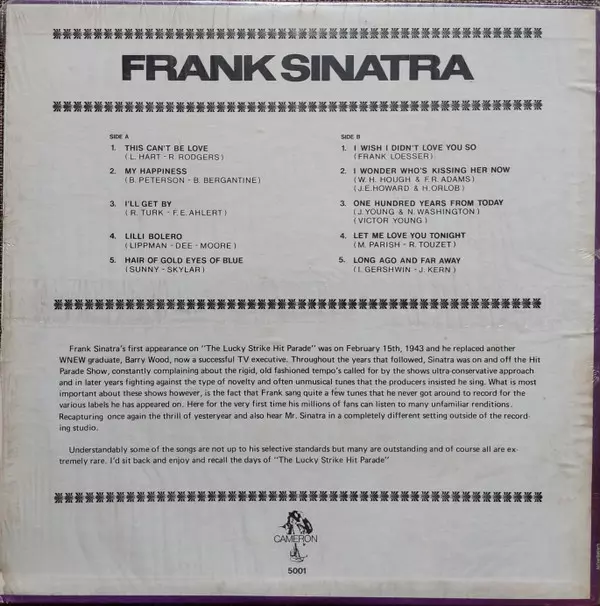 FRANK SINATRA
SIDE A
1. THIS CAN'T BE LOVE
(L. HART - R. RODGERS)
2. MY HAPPINESS
(B. PETERSON - B. BERGANTINE)
3. I'LL GET BY
(R. TURK - F.E. AHLERT)
4. LILLI BOLERO
(LIPPMAN - DEE - MOORE)
5. HAIR OF GOLD EYES OF BLUE
(SUNNY - SKYLAR)
SIDE B
1. I WISH I DIDN'T LOVE YOU SO
(FRANK LOESSER)
2. I WONDER WHO'S KISSING HER NOW
(W. H. HOUGH & F.R. ADAMS)
(J.E. HOWARD & H. ORLOB)
3. ONE HUNDRED YEARS FROM TODAY
(J. YOUNG & N. WASHINGTON)
(VICTOR YOUNG)
4. LET ME LOVE YOU TONIGHT
(M. PARISH - R. TOUZET)
5. LONG AGO AND FAR AWAY
(I. GERSHWIN - J. KERN)
Frank Sinatra's first appearance on "The Lucky Strike Hit Parade" was on February 15th, 1943 and he replaced another
WNEW graduate, Barry Wood, now a successful TV executive. Throughout the years that followed, Sinatra was on and off the Hit
Parade Show, constantly complaining about the rigid, old fashioned tempo's called for by the shows ultra-conservative approach
and in later years fighting against the type of novelty and often unmusical tunes that the producers insisted he sing. What is most
important about these shows however, is the fact that Frank sang quite a few tunes that he never got around to record for the
various labels he has appeared on. Here for the very first time his millions of fans can listen to many unfamiliar renditions.
Recapturing once again the thrill of yesteryear and also hear Mr. Sinatra in a completely different setting outside of the record-
ing studio.
Understandably some of the songs are not up to his selective standards but many are outstanding and of course all are ex-
tremely rare. I'd sit back and enjoy and recall the days of "The Lucky Strike Hit Parade"
CAMERON
5001